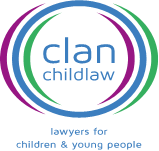 clan
childlaw
lawyers for
children & young people